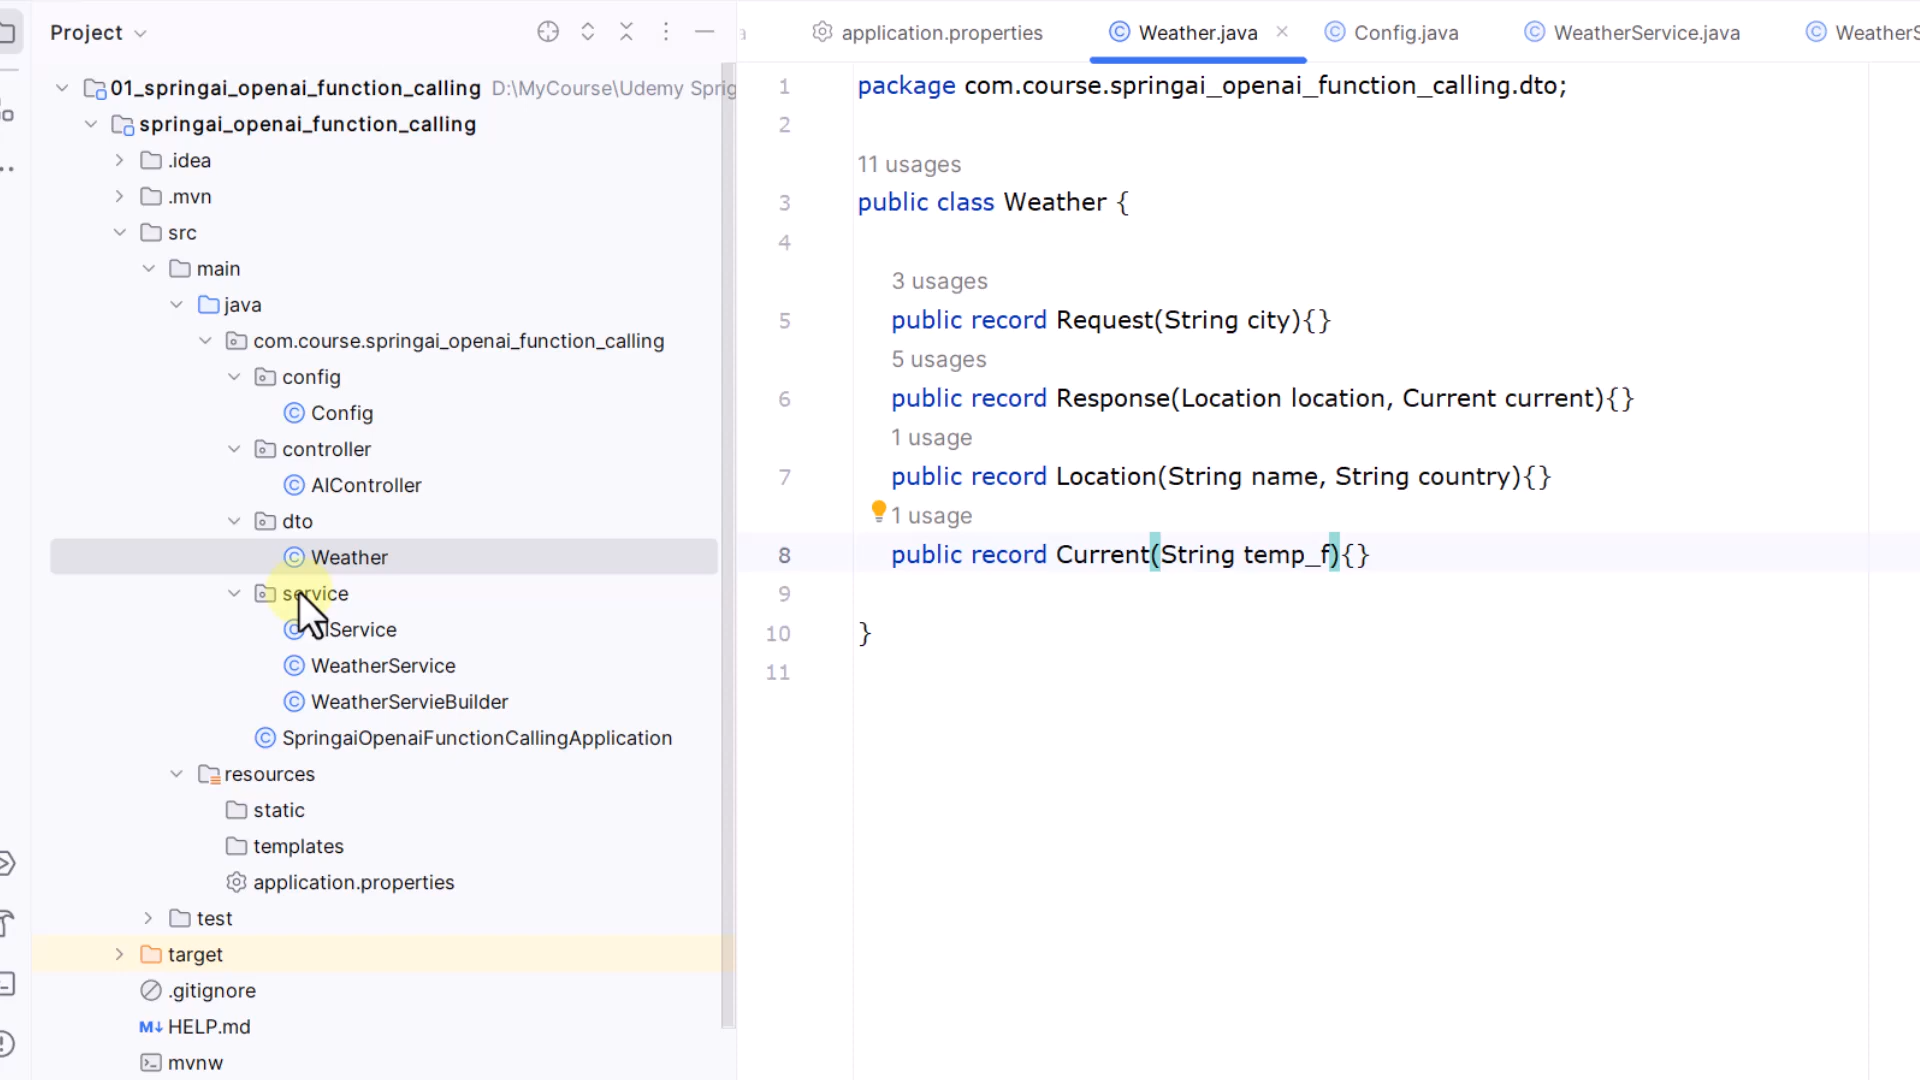 Project
01_springai_openai_function_calling D:\MyCourse\Udemy Sprig
springai_openai_function_calling
.idea
.mvn
src
main
java
com.course.springai_openai_function_calling
config
Config
controller
AIController
dto
Weather
service
WeatherService
WeatherServieBuilder
SpringaiOpenaiFunctionCallingApplication
resources
static
templates
application.properties
test
target
.gitignore
M↓ HELP.md
mvnw
application.properties Weather.java Config.java WeatherService.java WeatherS
1 package com.course.springai_openai_function_calling.dto;
2
11 usages
3 public class Weather {
4
3 usages
5 public record Request(String city){}
5 usages
6 public record Response(Location location, Current current){}
1 usage
7 public record Location(String name, String country){}
1 usage
8 public record Current(String temp_f){}
9
10 }
11